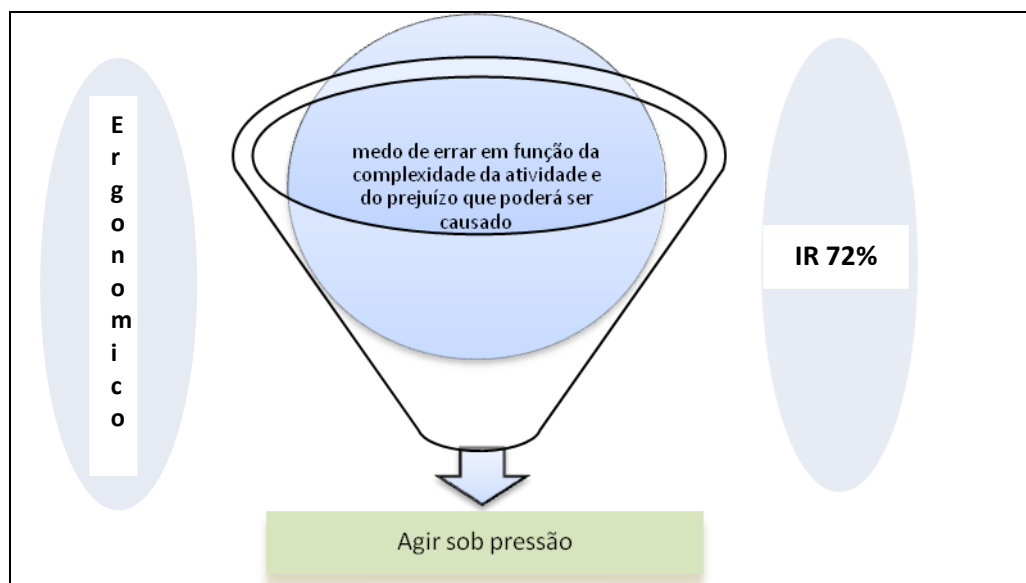 Ergonomico
medo de errar em função da
complexidade da atividade e
do prejuízo que poderá ser
causado
IR 72%
Agir sob pressão